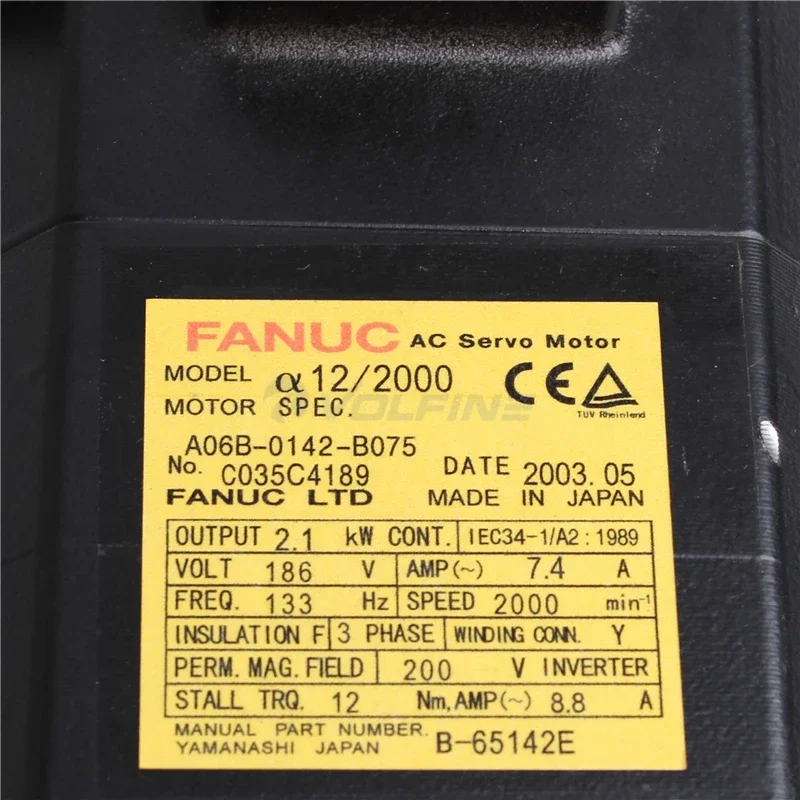 FANUC AC Servo Motor
MODEL α12/2000
MOTOR SPEC.
VOLFINE
CE
TÜV Rheinland
A06B-0142-B075
No. C035C4189 DATE 2003.05
FANUC LTD MADE IN JAPAN
OUTPUT 2.1 kW CONT. IEC34-1/A2:1989
VOLT 186 V AMP(~) 7.4 A
FREQ. 133 Hz SPEED 2000 min⁻¹
INSULATION F 3 PHASE WINDING CONN. Y
PERM. MAG. FIELD 200 V INVERTER
STALL TRQ. 12 Nm, AMP(~) 8.8 A
MANUAL PART NUMBER. B-65142E
YAMANASHI JAPAN